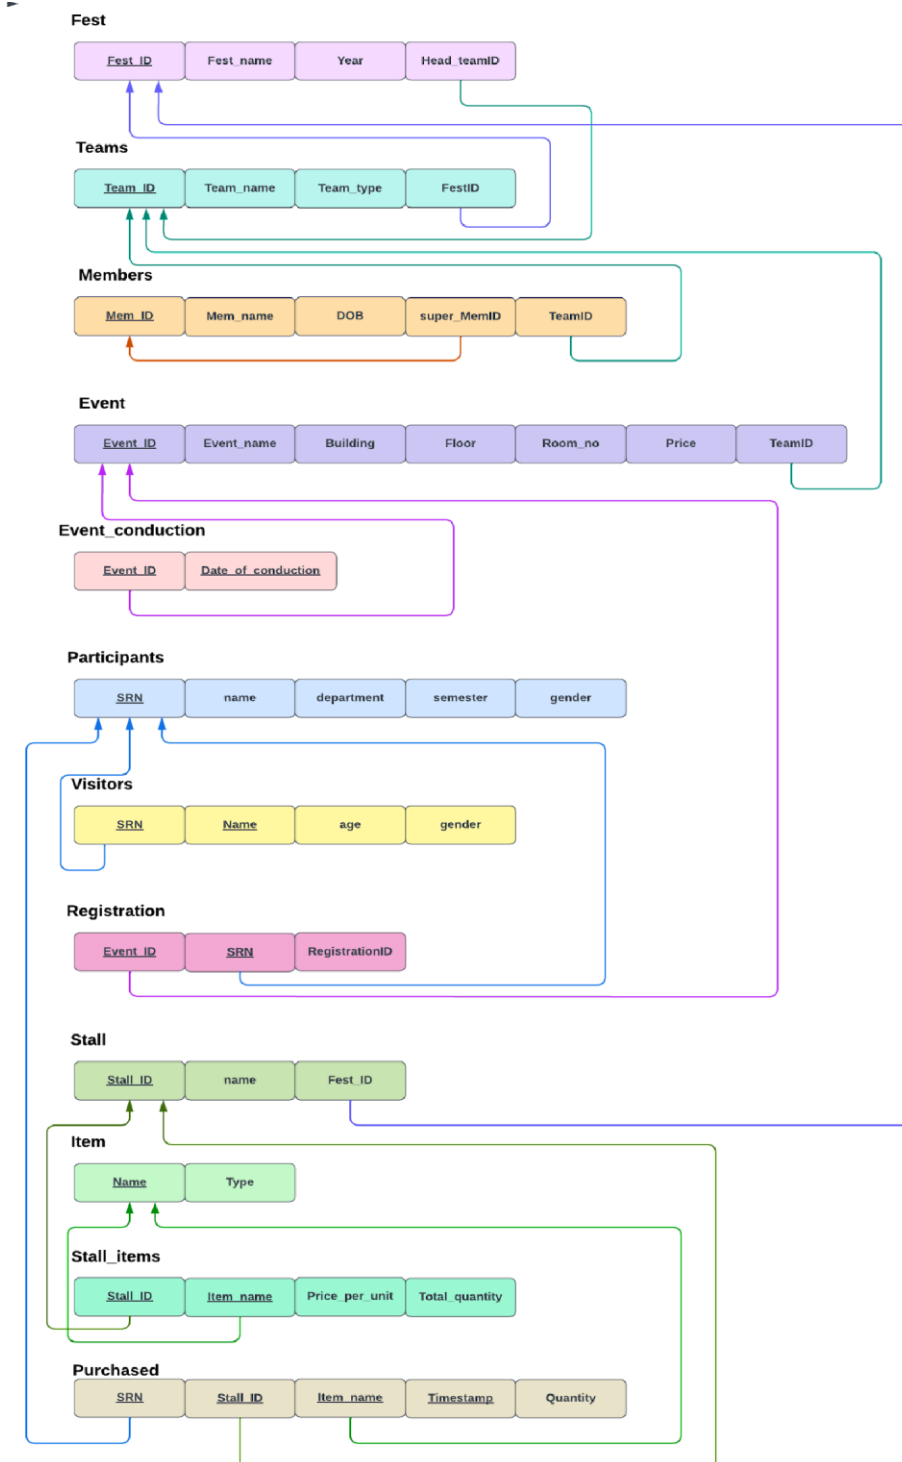 Fest
Fest_ID Fest_name Year Head_teamID
Teams
Team_ID Team_name Team_type FestID
Members
Mem_ID Mem_name DOB super_MemID TeamID
Event
Event_ID Event_name Building Floor Room_no Price TeamID
Event_conduction
Event_ID Date_of_conduction
Participants
SRN name department semester gender
Visitors
SRN Name age gender
Registration
Event_ID SRN RegistrationID
Stall
Stall_ID name Fest_ID
Item
Name Type
Stall_items
Stall_ID Item_name Price_per_unit Total_quantity
Purchased
SRN Stall_ID Item_name Timestamp Quantity